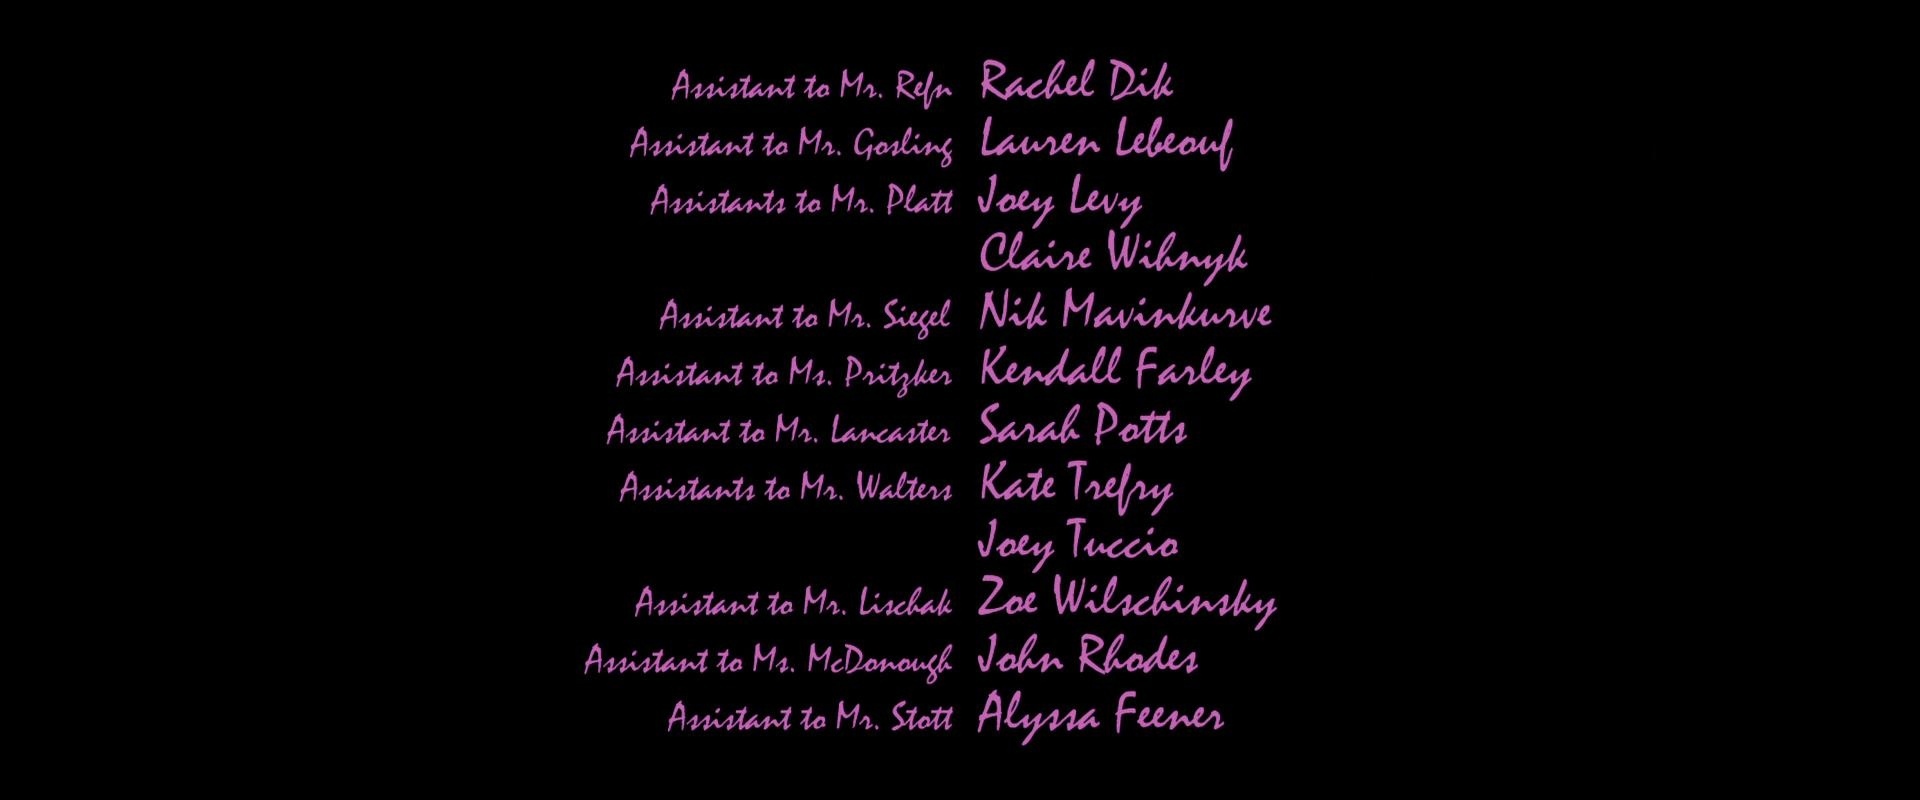 Assistant to Mr. Refn Rachel Dik
Assistant to Mr. Gosling Lauren Lebeouf
Assistants to Mr. Platt Joey Levy
Claire Wihnyk
Assistant to Mr. Siegel Nik Mavinkurve
Assistant to Ms. Pritzker Kendall Farley
Assistant to Mr. Lancaster Sarah Potts
Assistants to Mr. Walters Kate Trefry
Joey Tuccio
Assistant to Mr. Lischak Zoe Wilschinsky
Assistant to Ms. McDonough John Rhodes
Assistant to Mr. Stott Alyssa Feener